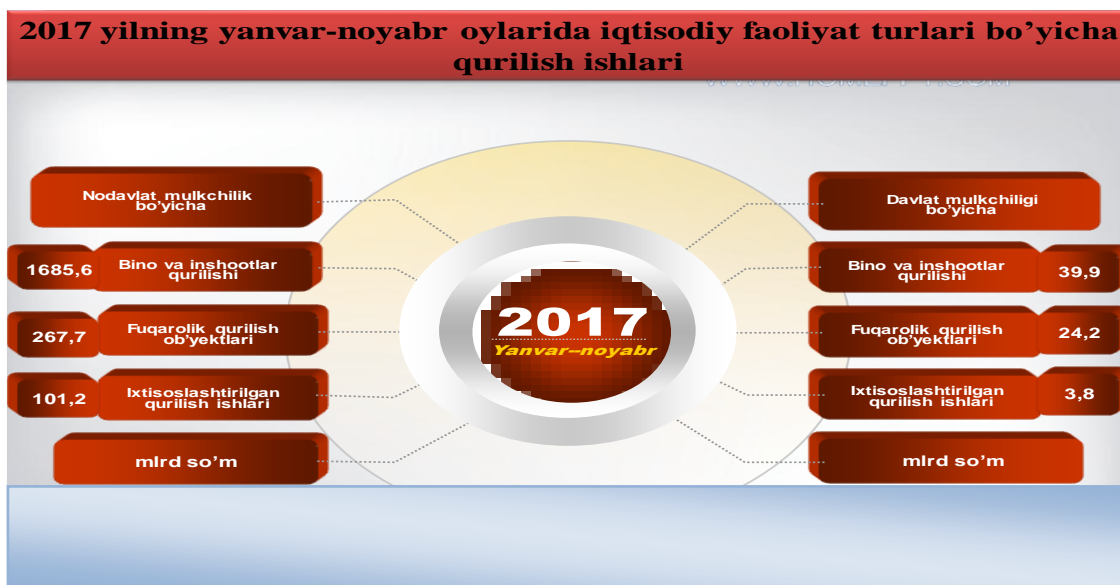 2017 yilning yanvar-noyabr oylarida iqtisodiy faoliyat turlari bo’yicha
qurilish ishlari
Nodavlat mulkchilik
bo’yicha
1685,6
Bino va inshootlar
qurilishi
267,7
Fuqarolik qurilish
ob’yektlari
101,2
Ixtisoslashtirilgan
qurilish ishlari
mlrd so’m
2017
Yanvar–noyabr
Davlat mulkchiligi
bo’yicha
Bino va inshootlar
qurilishi
39,9
Fuqarolik qurilish
ob’yektlari
24,2
Ixtisoslashtirilgan
qurilish ishlari
3,8
mlrd so’m